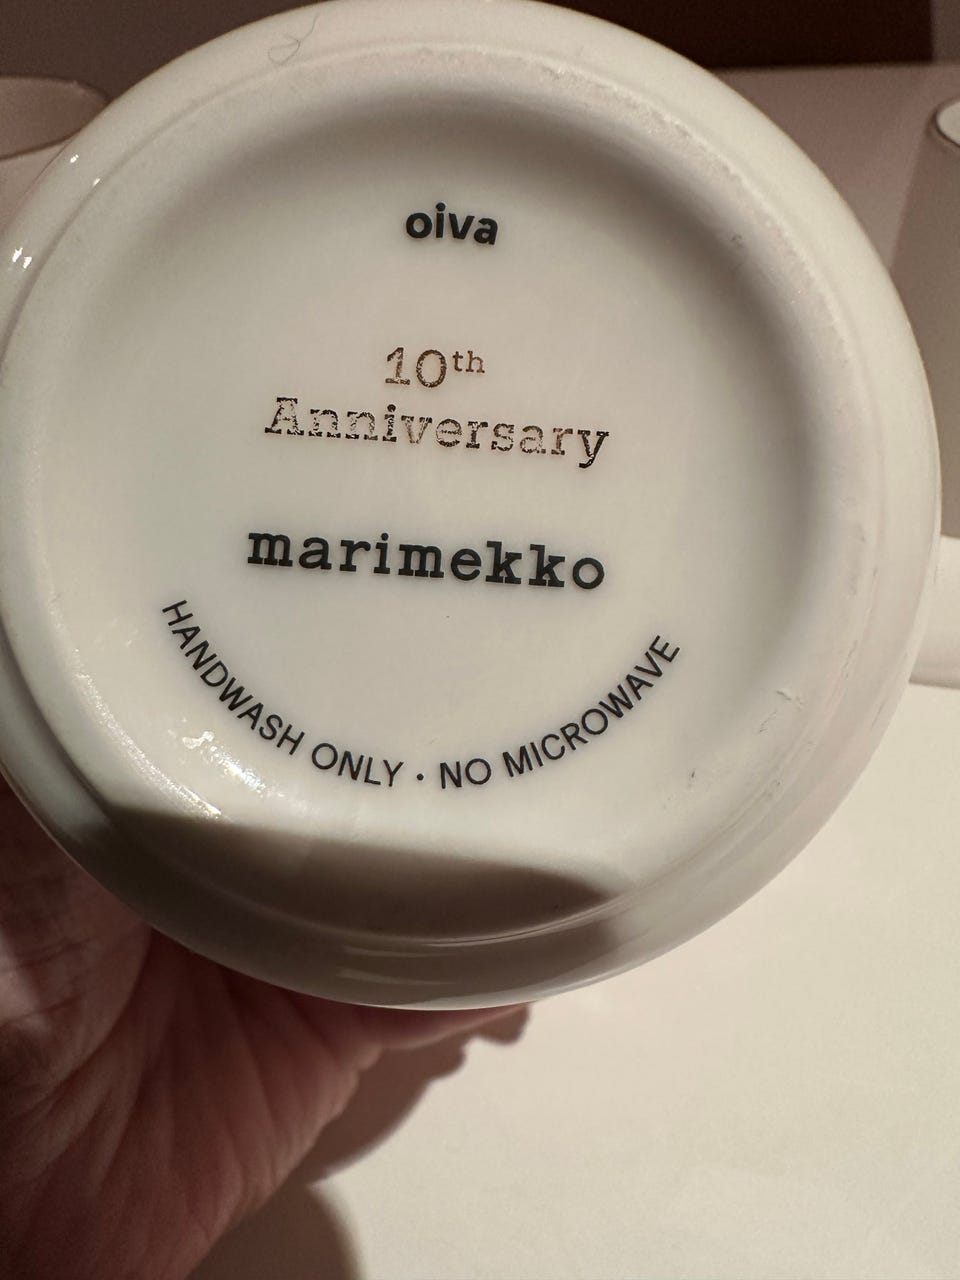 oiva
10th
Anniversary
marimekko
HANDWASH ONLY · NO MICROWAVE